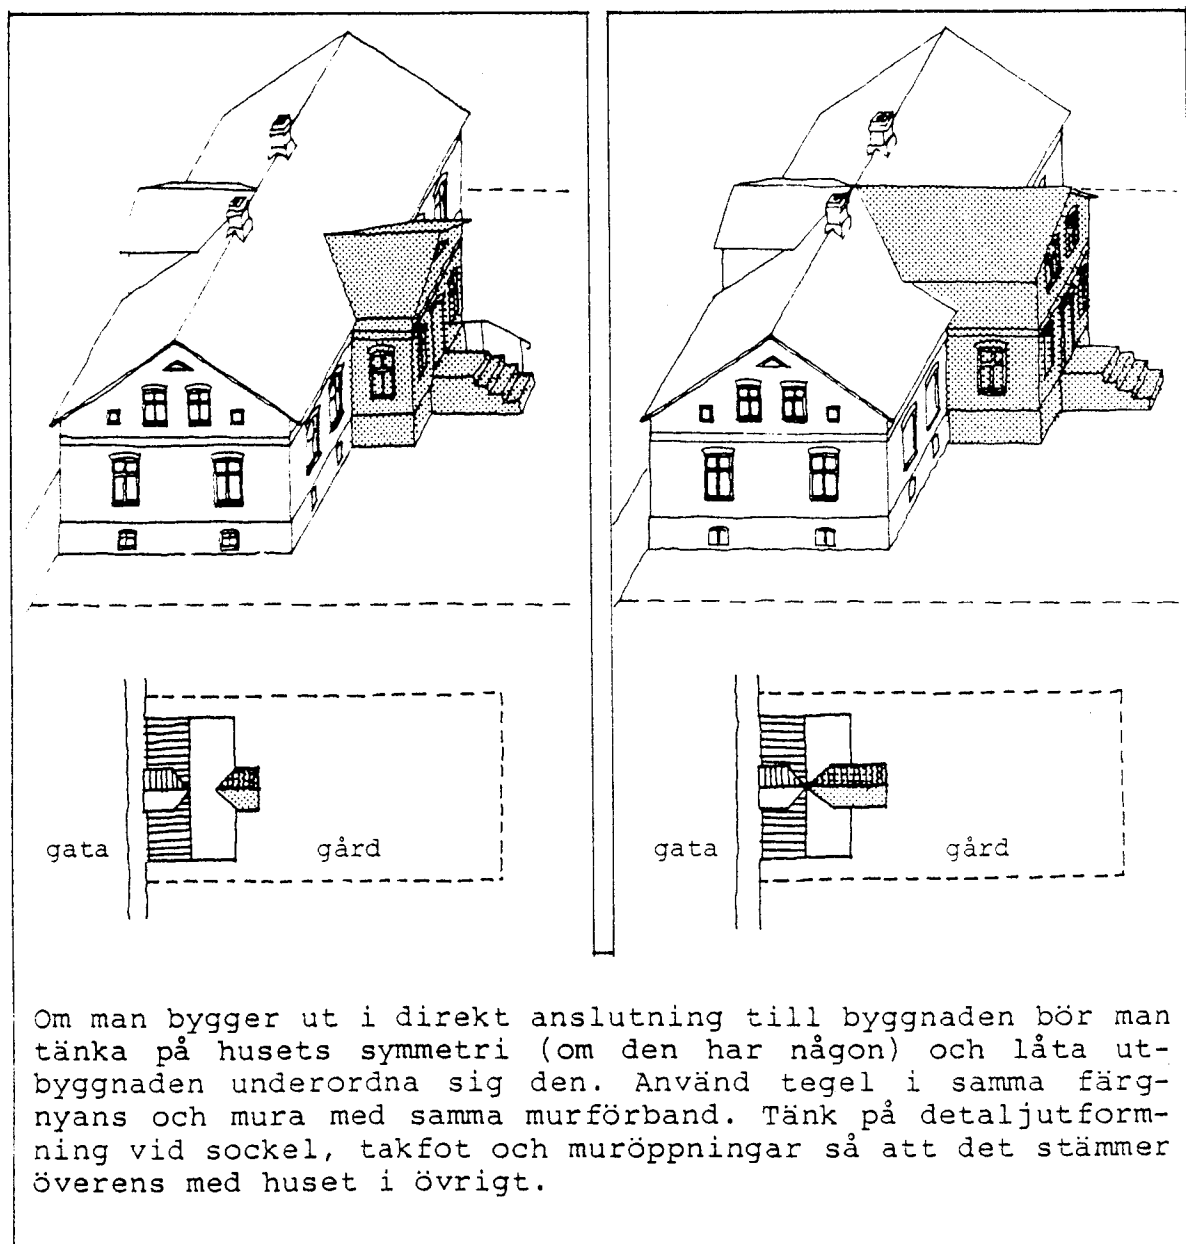 gata
gård
gata
gård
Om man bygger ut i direkt anslutning till byggnaden bör man
tänka på husets symmetri (om den har någon) och låta ut-
byggnaden underordna sig den. Använd tegel i samma färg-
nyans och mura med samma murförband. Tänk på detaljutform-
ning vid sockel, takfot och muröppningar så att det stämmer
överens med huset i övrigt.